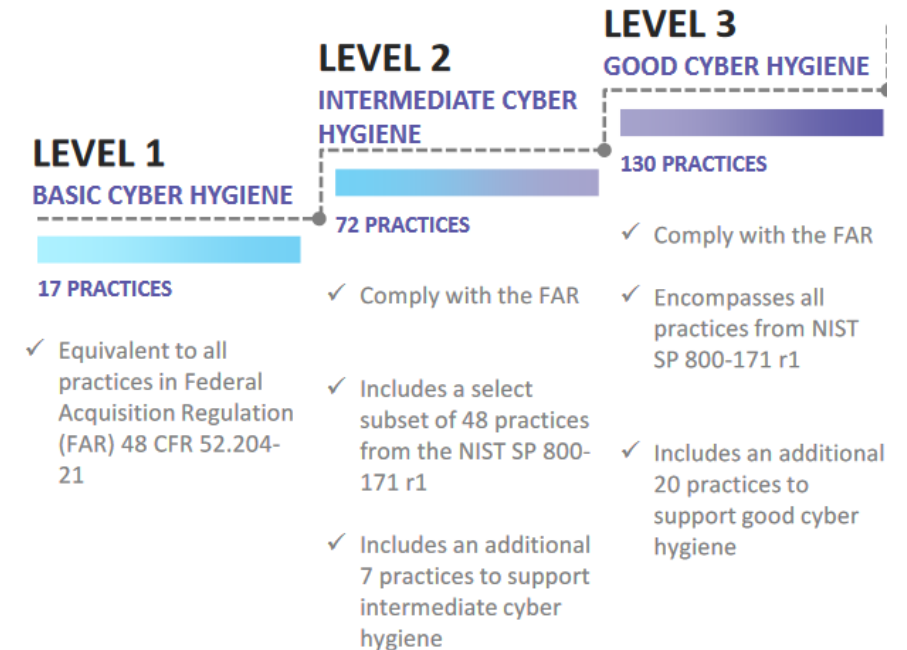 LEVEL 1
BASIC CYBER HYGIENE
17 PRACTICES
✓ Equivalent to all
practices in Federal
Acquisition Regulation
(FAR) 48 CFR 52.204-
21
LEVEL 2
INTERMEDIATE CYBER
HYGIENE
72 PRACTICES
✓ Comply with the FAR
✓ Includes a select
subset of 48 practices
from the NIST SP 800-
171 r1
✓ Includes an additional
7 practices to support
intermediate cyber
hygiene
LEVEL 3
GOOD CYBER HYGIENE
130 PRACTICES
✓ Comply with the FAR
✓ Encompasses all
practices from NIST
SP 800-171 r1
✓ Includes an additional
20 practices to
support good cyber
hygiene